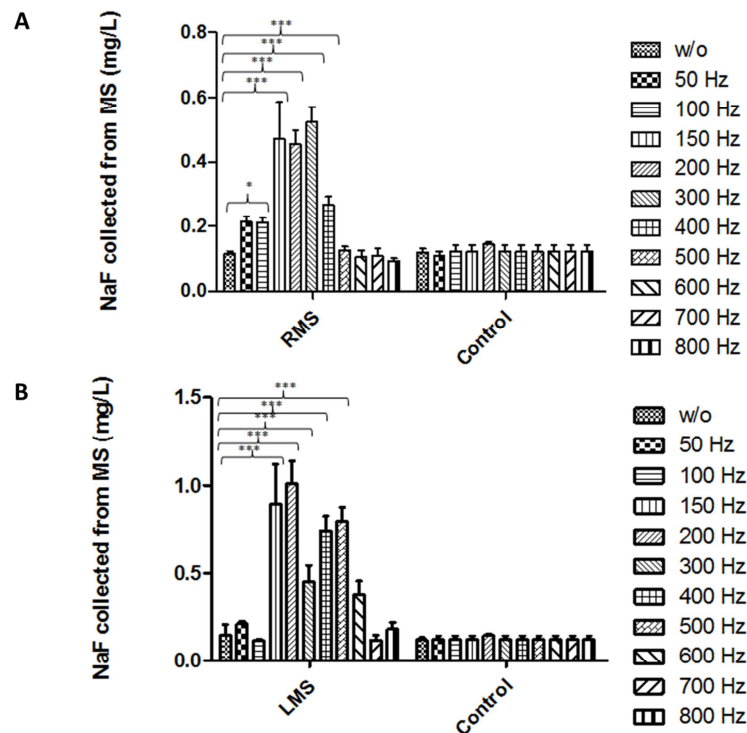 A
NaF collected from MS (mg/L)
0.8
0.6
0.4
0.2
0.0
***
***
***
***
*
RMS
Control
w/o
50 Hz
100 Hz
150 Hz
200 Hz
300 Hz
400 Hz
500 Hz
600 Hz
700 Hz
800 Hz
B
NaF collected from MS (mg/L)
1.5
1.0
0.5
0.0
***
***
***
***
***
LMS
Control
w/o
50 Hz
100 Hz
150 Hz
200 Hz
300 Hz
400 Hz
500 Hz
600 Hz
700 Hz
800 Hz